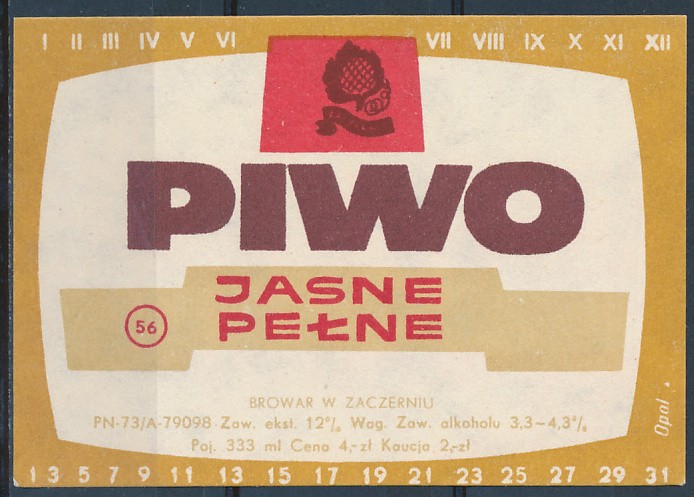 I II III IV V VI VII VIII IX X XI XII
PIWO
JASNE
PEŁNE
56
BROWAR W ZACZERNIU
PN-73/A-79098 Zaw. ekst. 12% Wag. Zaw. alkoholu 3,3–4,3%
Poj. 333 ml Cena 4,-zł Kaucja 2,-zł
Opal
1 3 5 7 9 11 13 15 17 19 21 23 25 27 29 31